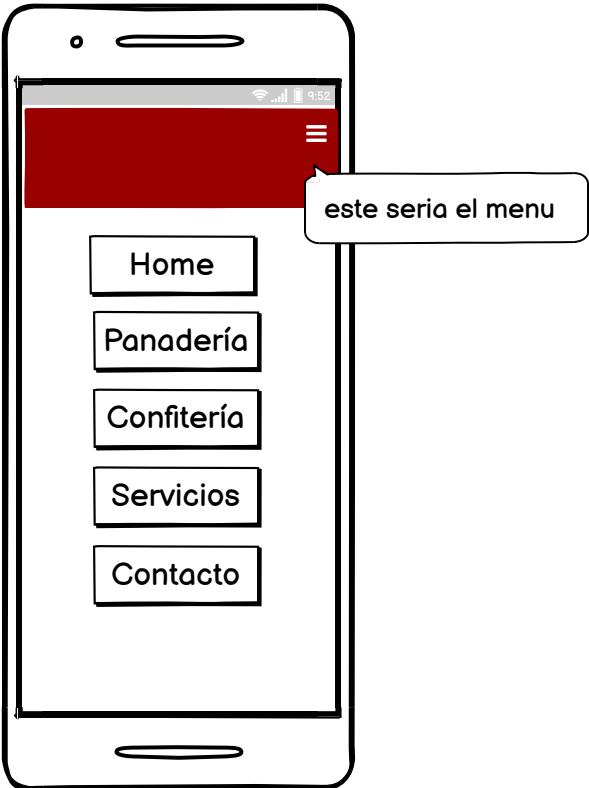 9:52
este seria el menu
Home
Panadería
Confitería
Servicios
Contacto